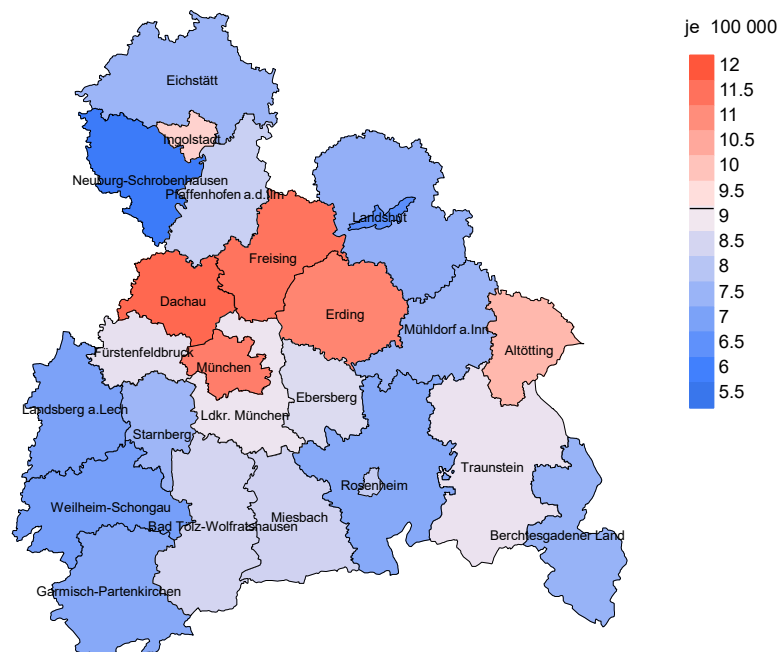 je 100 000
12
11.5
11
10.5
10
9.5
9
8.5
8
7.5
7
6.5
6
5.5
Eichstätt
Ingolstadt
Neuburg-Schrobenhausen
Pfaffenhofen a.d.Ilm
Landshut
Freising
Dachau
Erding
Mühldorf a.Inn
Altötting
Fürstenfeldbruck
München
Ebersberg
Landsberg a.Lech
Ldkr. München
Starnberg
Traunstein
Rosenheim
Weilheim-Schongau
Miesbach
Bad Tölz-Wolfratshausen
Berchtesgadener Land
Garmisch-Partenkirchen